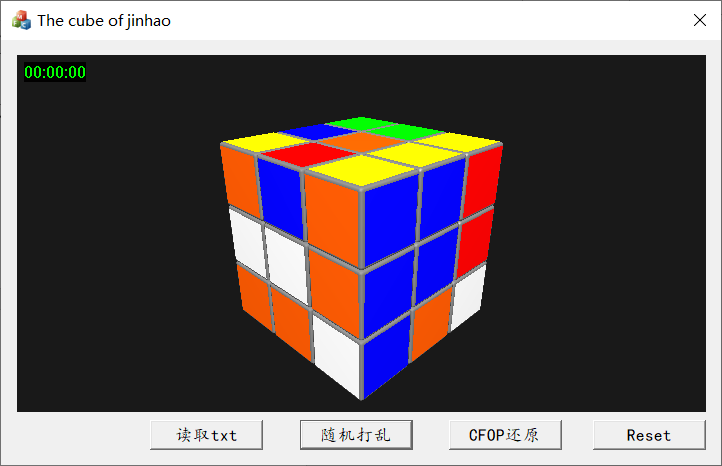 The cube of jinhao
00:00:00
读取txt
随机打乱
CFOP还原
Reset